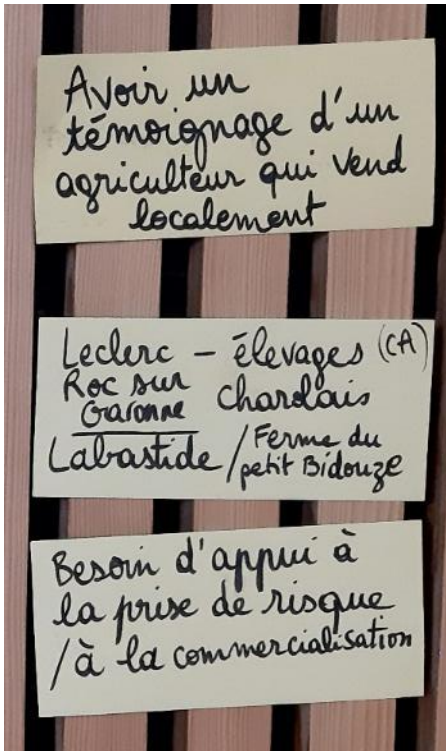 Avoir un
témoignage d'un
agriculteur qui vend
localement
Leclerc - élevages (CA)
Roc sur
Garonne charolais
Labastide / Ferme du
petit Bidouze
Besoin d'appui à
la prise de risque
/ à la commercialisation